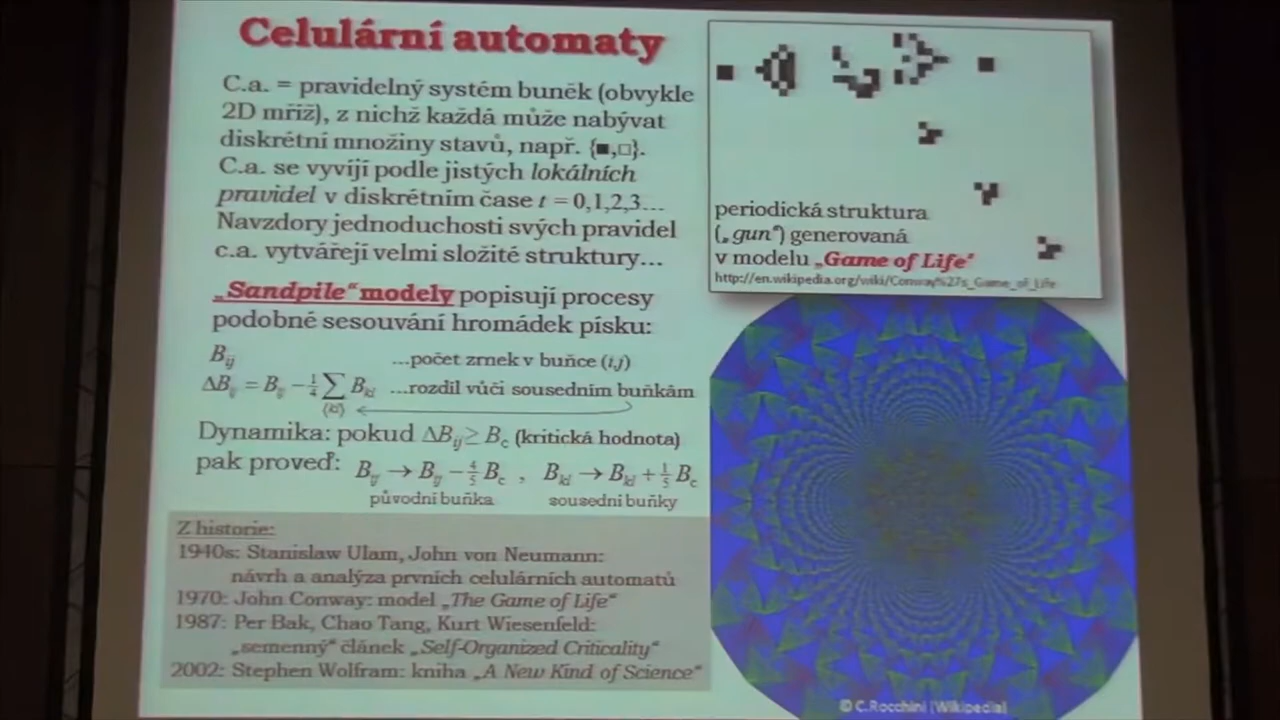 Celulární automaty
C.a. = pravidelný systém buněk (obvykle
2D mříž), z nichž každá může nabývat
diskrétní množiny stavů, např. {■,□}.
C.a. se vyvíjí podle jistých lokálních
pravidel v diskrétním čase t = 0,1,2,3...
Navzdory jednoduchosti svých pravidel
c.a. vytvářejí velmi složité struktury...
„Sandpile“ modely popisují procesy
podobné sesouvání hromádek písku:
B_ij ...počet zrnek v buňce (i,j)
ΔB_ij = B_ij − 1/4 ∑_(kl) B_kl ...rozdíl vůči sousedním buňkám
Dynamika: pokud ΔB_ij ≥ B_c (kritická hodnota)
pak proveď: B_ij → B_ij − 4/5 B_c , B_kl → B_kl + 1/5 B_c
původní buňka sousední buňky
Z historie:
1940s: Stanislaw Ulam, John von Neumann:
návrh a analýza prvních celulárních automatů
1970: John Conway: model „The Game of Life“
1987: Per Bak, Chao Tang, Kurt Wiesenfeld:
„semenný“ článek „Self-Organized Criticality“
2002: Stephen Wolfram: kniha „A New Kind of Science“
periodická struktura
(„gun“) generovaná
v modelu „Game of Life“
http://en.wikipedia.org/wiki/Conway%27s_Game_of_Life
© C.Rocchini (Wikipedia)